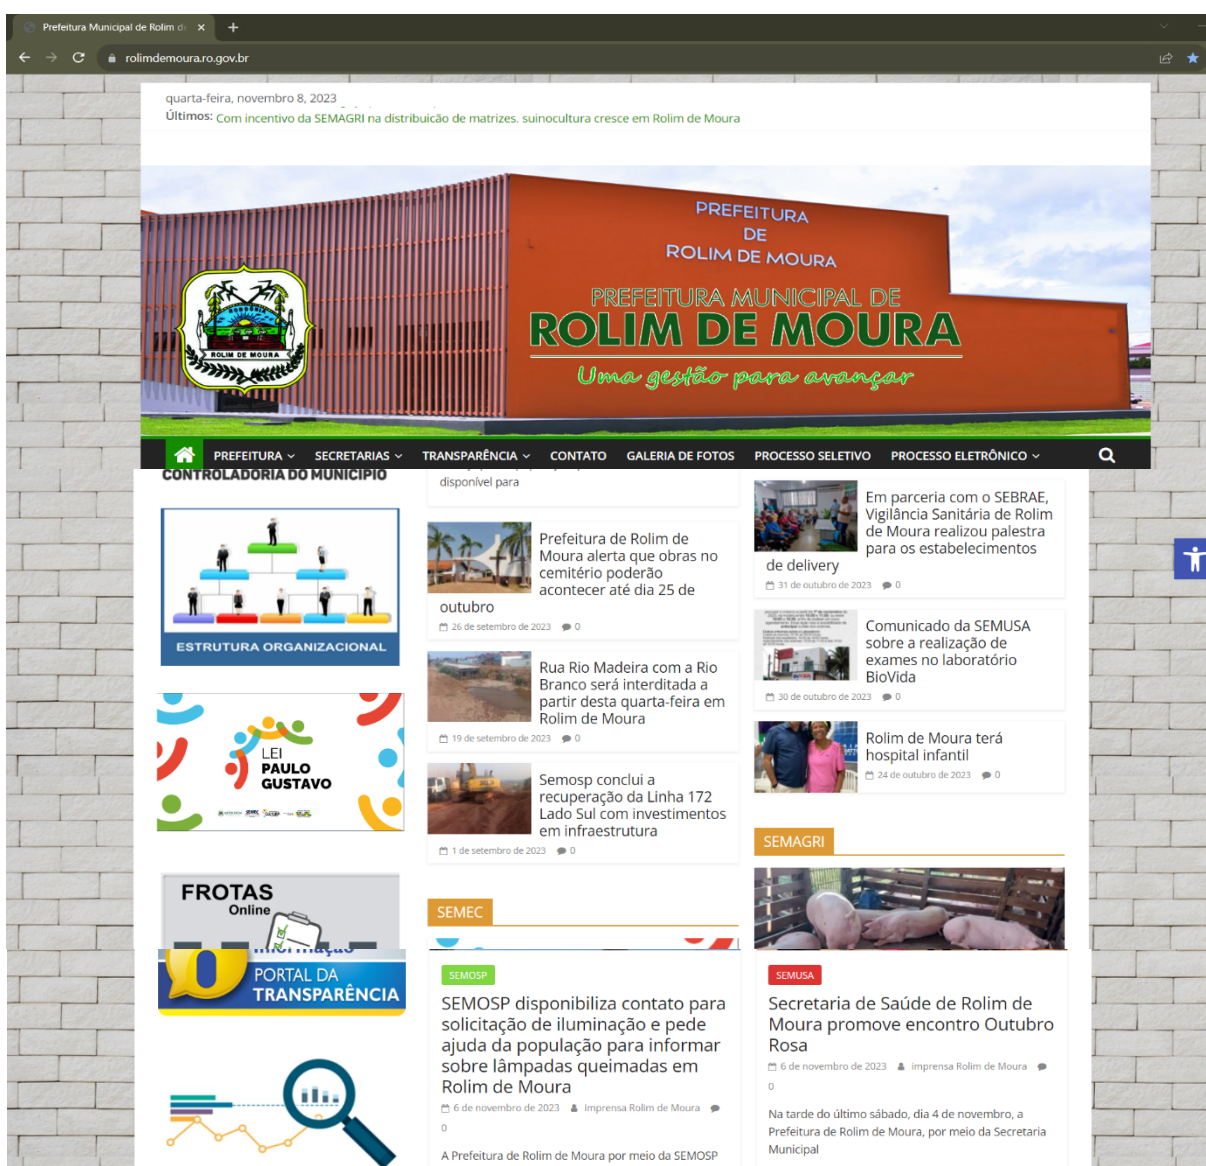 Prefeitura Municipal de Rolim d
rolimdemoura.ro.gov.br
quarta-feira, novembro 8, 2023
Últimos: Com incentivo da SEMAGRI na distribuição de matrizes, suinocultura cresce em Rolim de Moura
PREFEITURA
DE
ROLIM DE MOURA
PREFEITURA MUNICIPAL DE
ROLIM DE MOURA
Uma gestão para avançar
RONDÔNIA
ROLIM DE MOURA
PREFEITURA SECRETARIAS TRANSPARÊNCIA CONTATO GALERIA DE FOTOS PROCESSO SELETIVO PROCESSO ELETRÔNICO
CONTROLADORIA DO MUNICIPIO
ESTRUTURA ORGANIZACIONAL
LEI
PAULO
GUSTAVO
FROTAS
Online
Informação
PORTAL DA
TRANSPARÊNCIA
disponível para
Prefeitura de Rolim de
Moura alerta que obras no
cemitério poderão
acontecer até dia 25 de
outubro
26 de setembro de 2023 0
Rua Rio Madeira com a Rio
Branco será interditada a
partir desta quarta-feira em
Rolim de Moura
19 de setembro de 2023 0
Semosp conclui a
recuperação da Linha 172
Lado Sul com investimentos
em infraestrutura
1 de setembro de 2023 0
SEMEC
SEMOSP
SEMOSP disponibiliza contato para
solicitação de iluminação e pede
ajuda da população para informar
sobre lâmpadas queimadas em
Rolim de Moura
6 de novembro de 2023 imprensa Rolim de Moura
0
A Prefeitura de Rolim de Moura por meio da SEMOSP
Em parceria com o SEBRAE,
Vigilância Sanitária de Rolim
de Moura realizou palestra
para os estabelecimentos
de delivery
31 de outubro de 2023 0
Comunicado da SEMUSA
sobre a realização de
exames no laboratório
BioVida
30 de outubro de 2023 0
Rolim de Moura terá
hospital infantil
24 de outubro de 2023 0
SEMAGRI
SEMUSA
Secretaria de Saúde de Rolim de
Moura promove encontro Outubro
Rosa
6 de novembro de 2023 imprensa Rolim de Moura
0
Na tarde do último sábado, dia 4 de novembro, a
Prefeitura de Rolim de Moura, por meio da Secretaria
Municipal